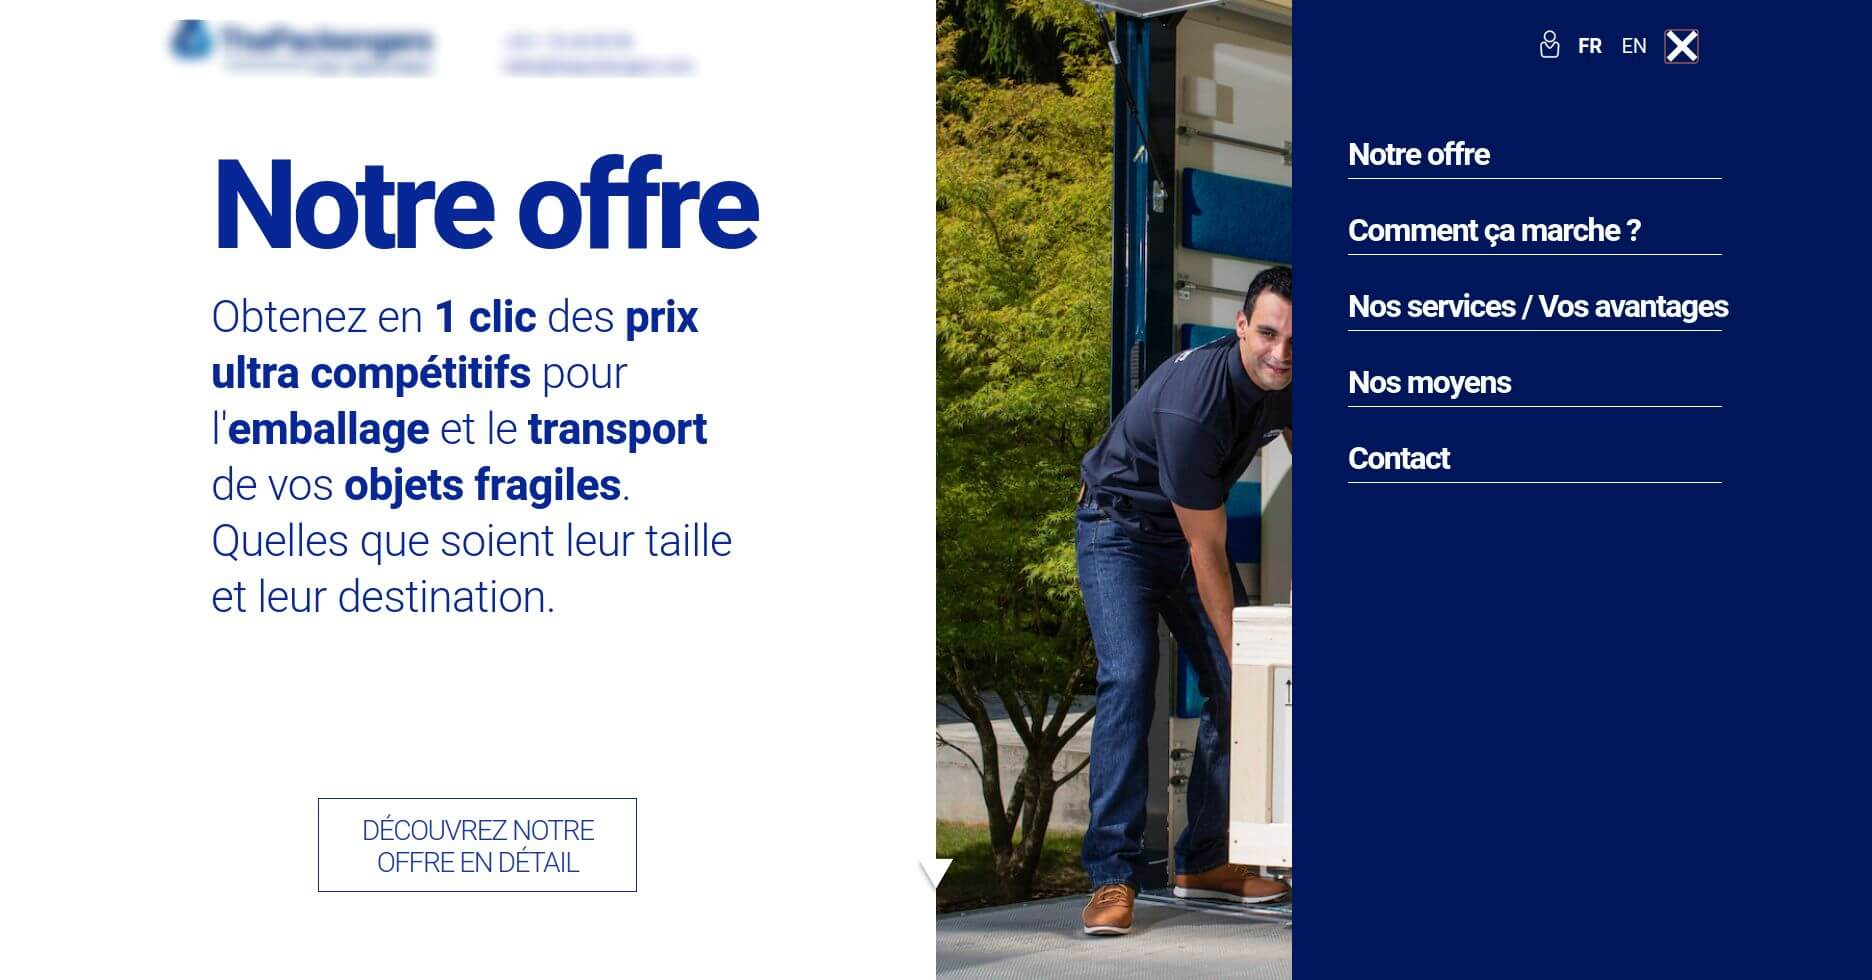 ThePackengers
FR EN
Notre offre
Obtenez en 1 clic des prix
ultra compétitifs pour
l'emballage et le transport
de vos objets fragiles.
Quelles que soient leur taille
et leur destination.
DÉCOUVREZ NOTRE
OFFRE EN DÉTAIL
Notre offre
Comment ça marche ?
Nos services / Vos avantages
Nos moyens
Contact